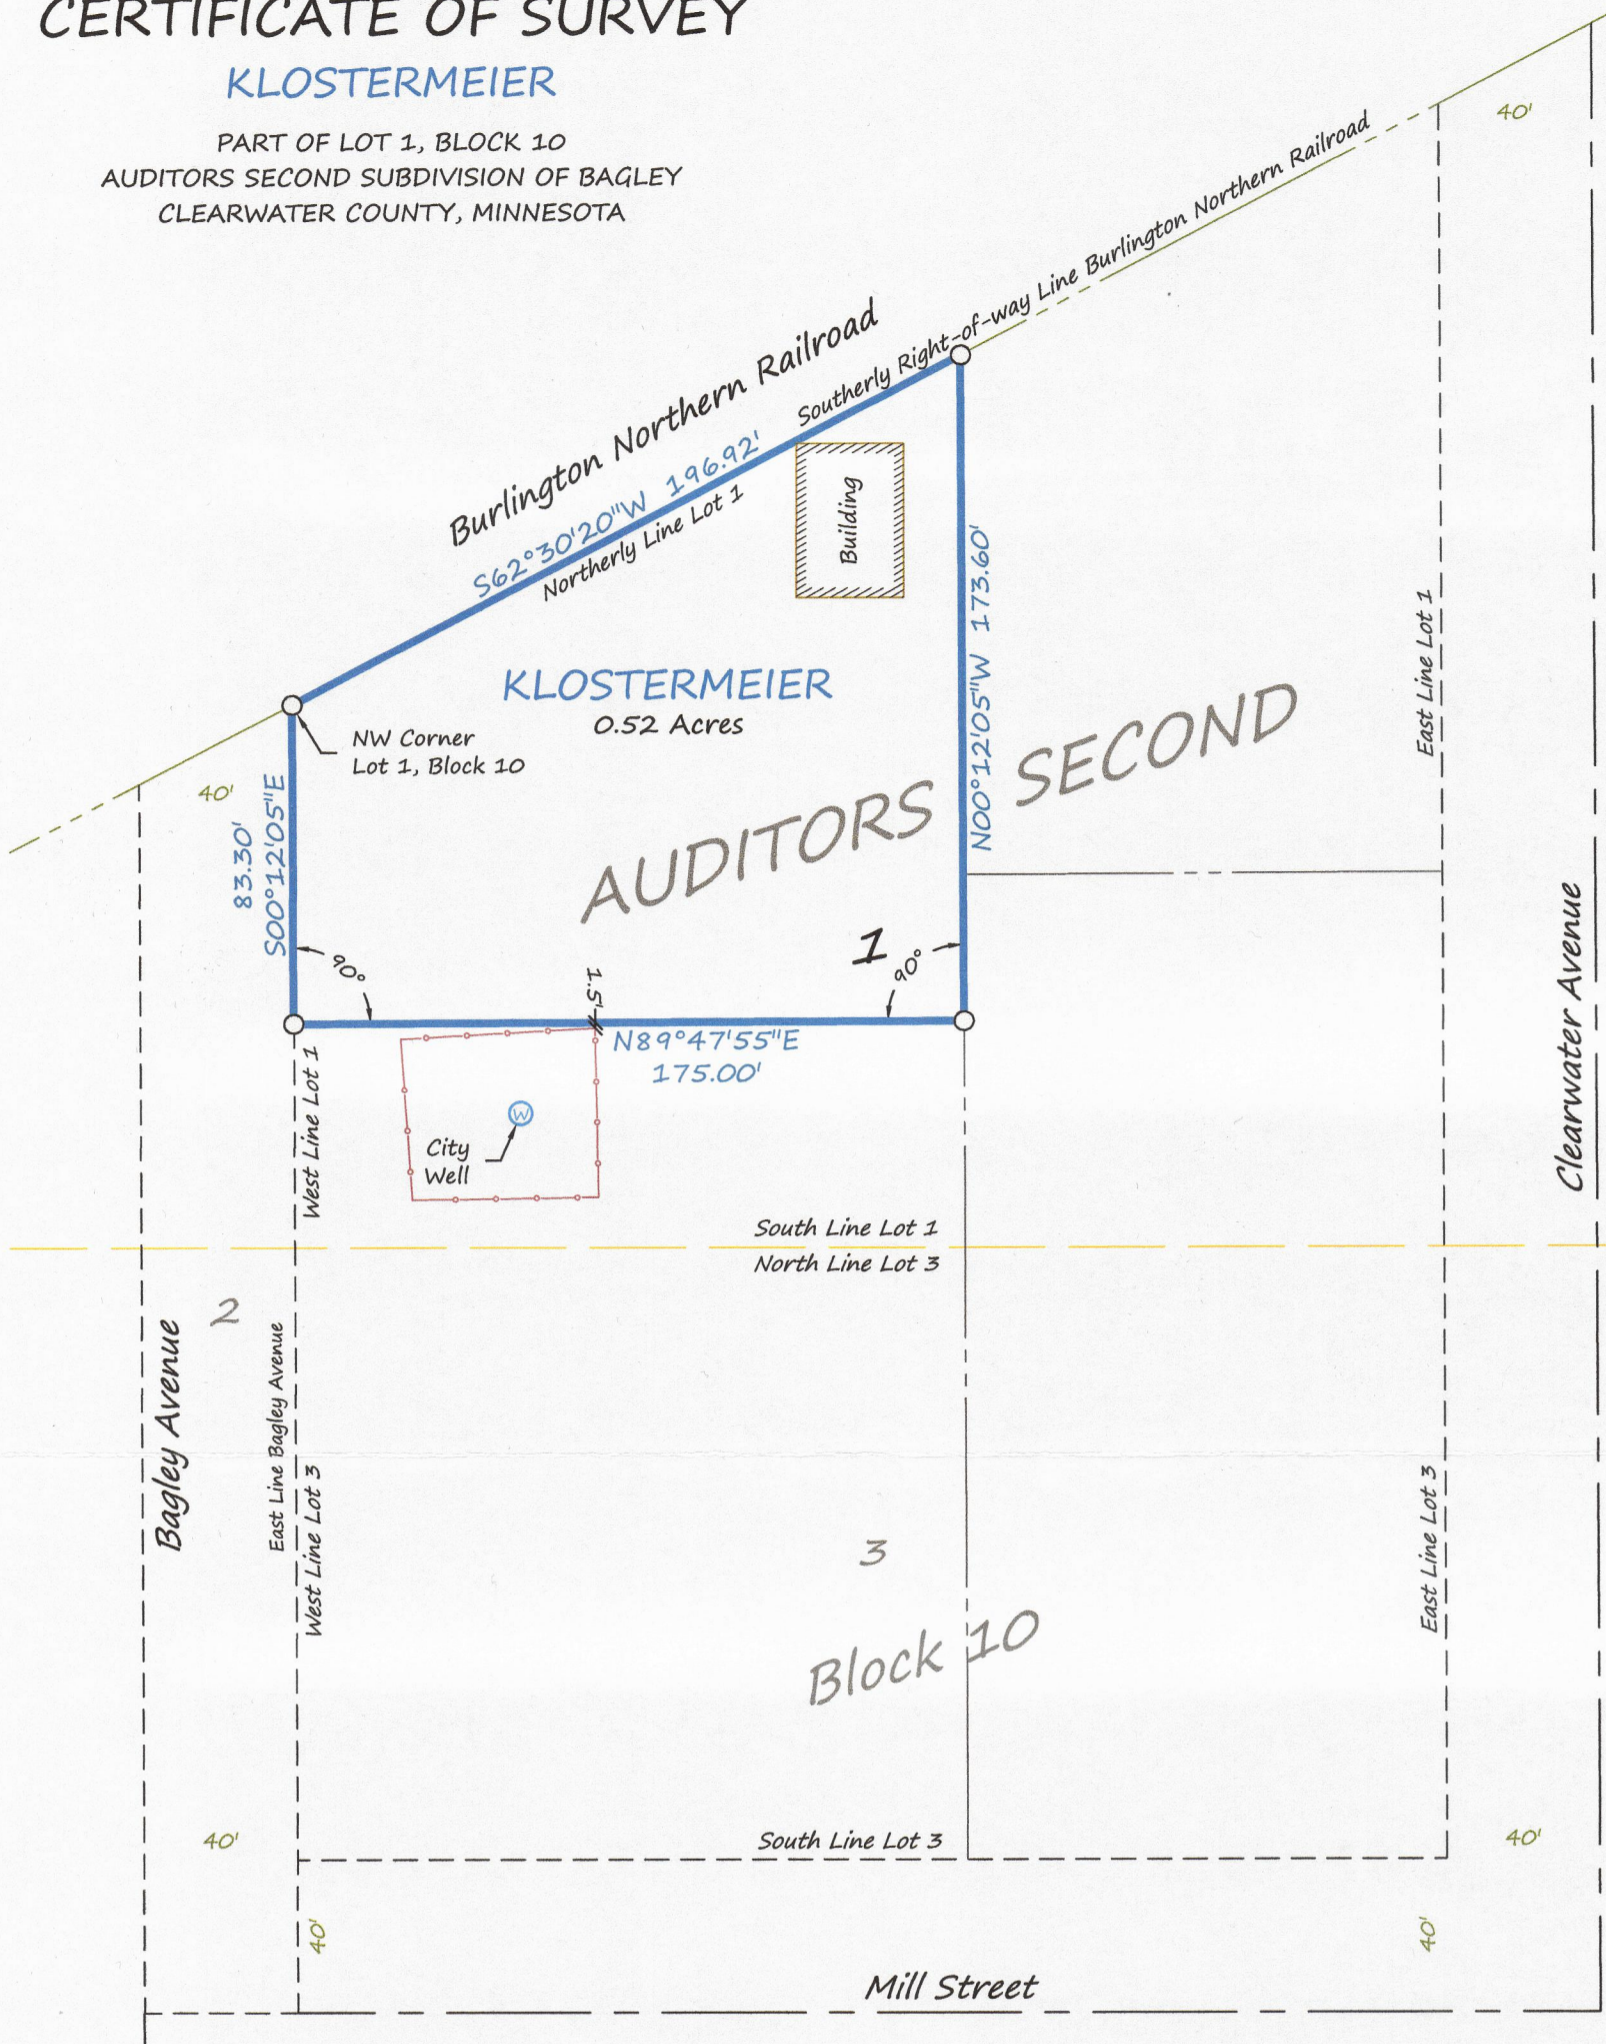 CERTIFICATE OF SURVEY
KLOSTERMEIER
PART OF LOT 1, BLOCK 10
AUDITORS SECOND SUBDIVISION OF BAGLEY
CLEARWATER COUNTY, MINNESOTA
40'
Burlington Northern Railroad
Southerly Right-of-way Line Burlington Northern Railroad
S62°30'20"W 196.92'
Northerly Line Lot 1
Building
N00°12'05"W 173.60'
East Line Lot 1
KLOSTERMEIER
0.52 Acres
NW Corner
Lot 1, Block 10
40'
83.30'
S00°12'05"E
AUDITORS SECOND
1
90°
90°
1.5'
N89°47'55"E
175.00'
W
City
Well
West Line Lot 1
Clearwater Avenue
South Line Lot 1
North Line Lot 3
2
Bagley Avenue
East Line Bagley Avenue
West Line Lot 3
3
East Line Lot 3
Block 10
40'
South Line Lot 3
40'
40'
40'
Mill Street